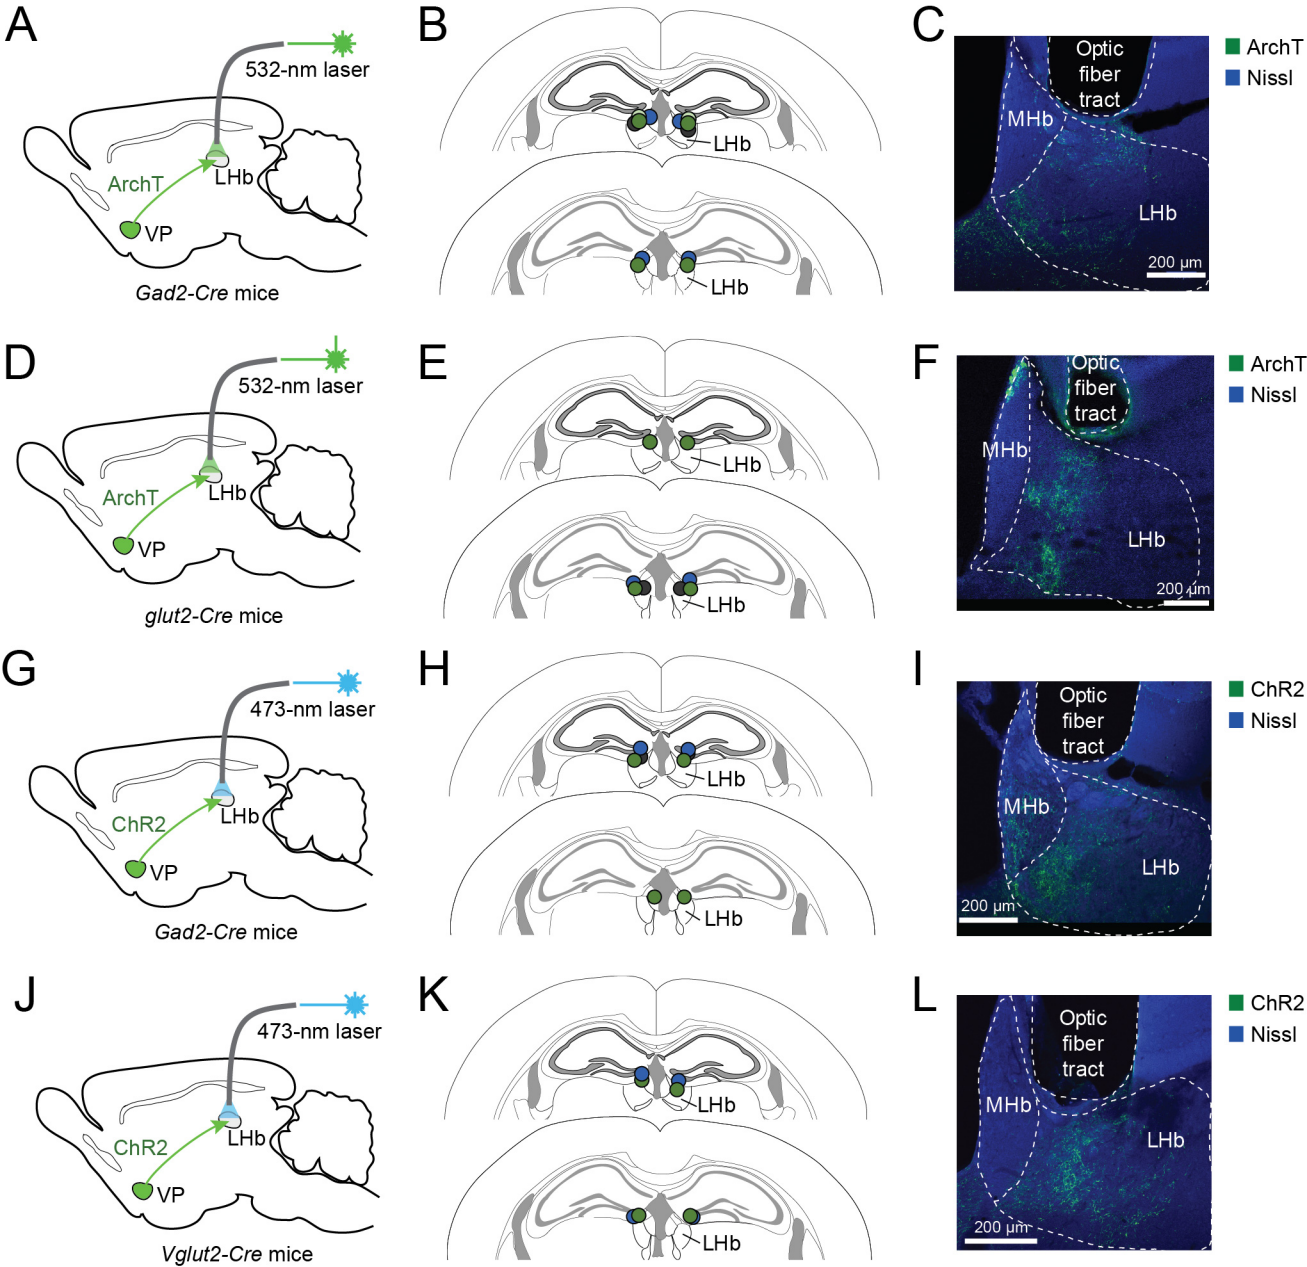 A
532-nm laser
ArchT
LHb
VP
Gad2-Cre mice
B
LHb
LHb
C
Optic
fiber
tract
MHb
LHb
200 µm
ArchT
Nissl
D
532-nm laser
ArchT
LHb
VP
glut2-Cre mice
E
LHb
LHb
F
Optic
fiber
tract
MHb
LHb
200 µm
ArchT
Nissl
G
473-nm laser
ChR2
LHb
VP
Gad2-Cre mice
H
LHb
LHb
I
Optic
fiber
tract
MHb
LHb
200 µm
ChR2
Nissl
J
473-nm laser
ChR2
LHb
VP
Vglut2-Cre mice
K
LHb
LHb
L
Optic
fiber
tract
MHb
LHb
200 µm
ChR2
Nissl